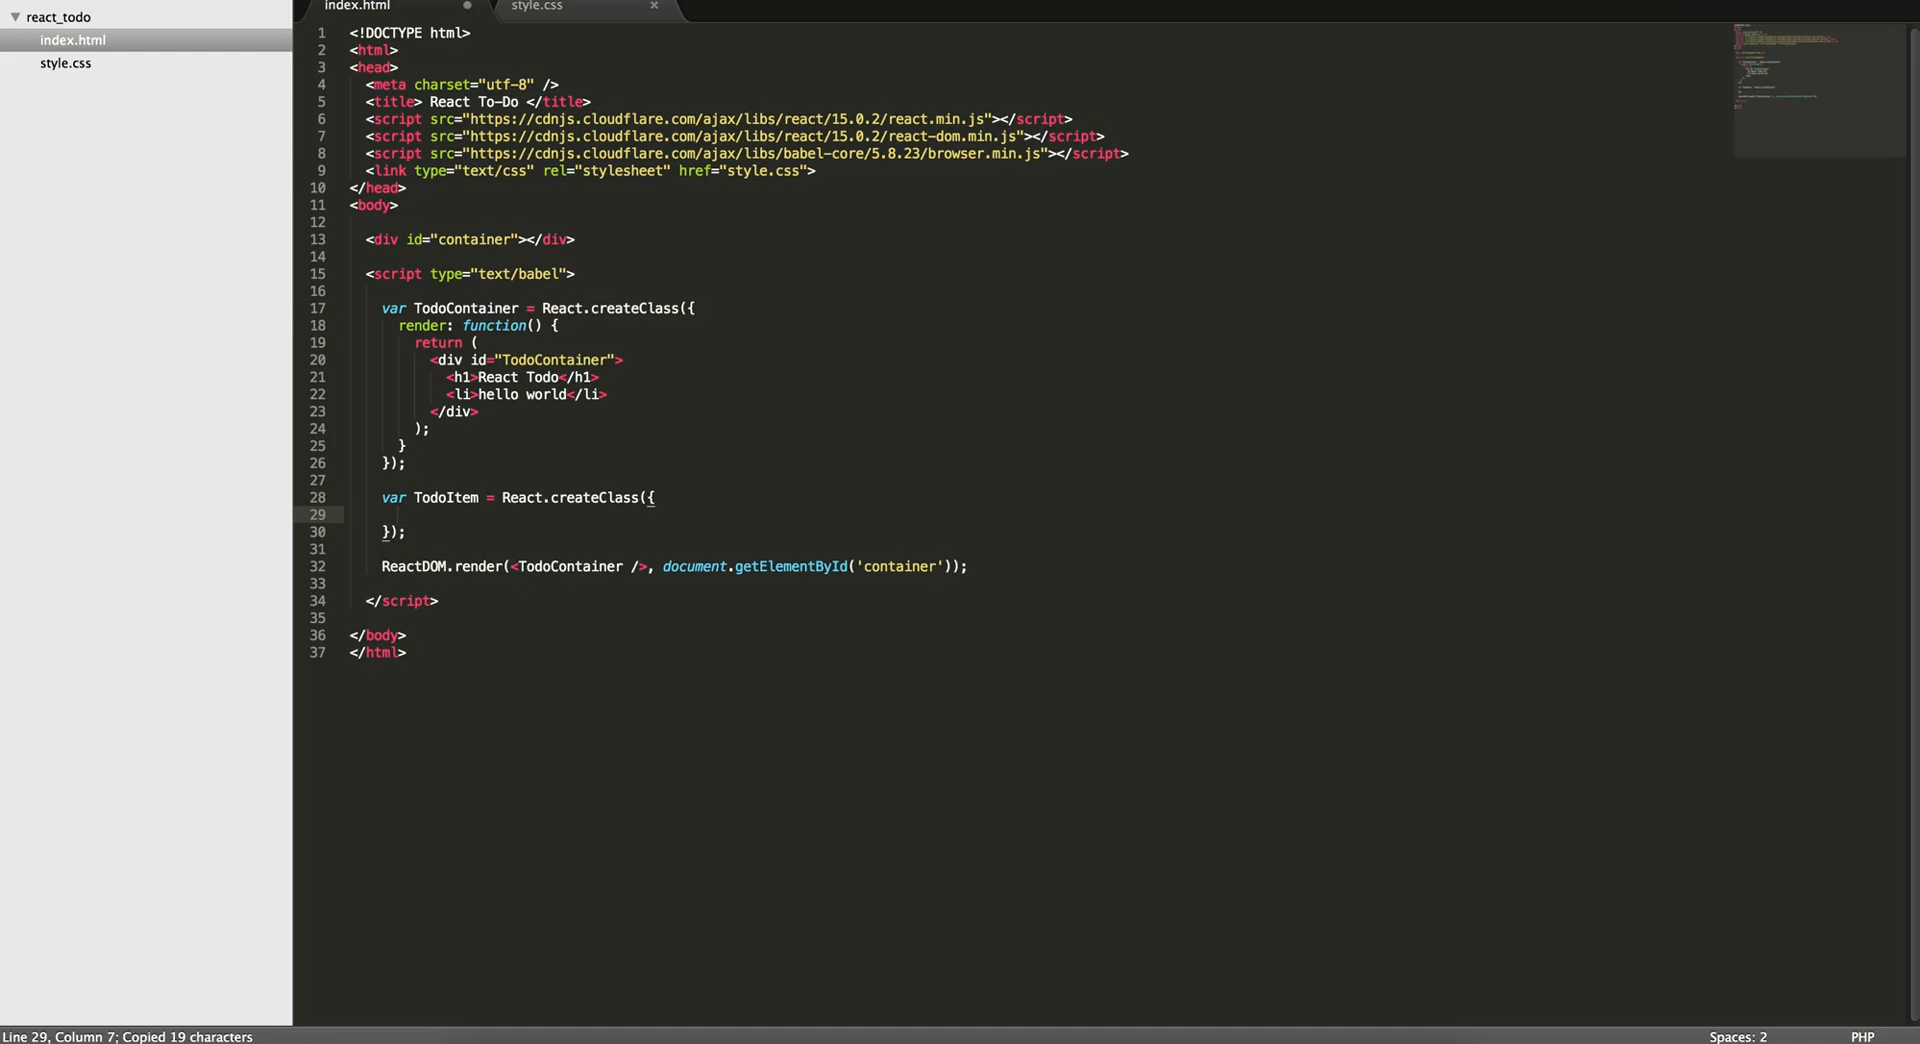 react_todo
index.html
style.css
index.html
style.css
1 <!DOCTYPE html>
2 <html>
3 <head>
4   <meta charset="utf-8" />
5   <title> React To-Do </title>
6   <script src="https://cdnjs.cloudflare.com/ajax/libs/react/15.0.2/react.min.js"></script>
7   <script src="https://cdnjs.cloudflare.com/ajax/libs/react/15.0.2/react-dom.min.js"></script>
8   <script src="https://cdnjs.cloudflare.com/ajax/libs/babel-core/5.8.23/browser.min.js"></script>
9   <link type="text/css" rel="stylesheet" href="style.css">
10 </head>
11 <body>
12
13   <div id="container"></div>
14
15   <script type="text/babel">
16
17     var TodoContainer = React.createClass({
18       render: function() {
19         return (
20           <div id="TodoContainer">
21             <h1>React Todo</h1>
22             <li>hello world</li>
23           </div>
24         );
25       }
26     });
27
28     var TodoItem = React.createClass({
29
30     });
31
32     ReactDOM.render(<TodoContainer />, document.getElementById('container'));
33
34   </script>
35
36 </body>
37 </html>
Line 29, Column 7; Copied 19 characters
Spaces: 2
PHP